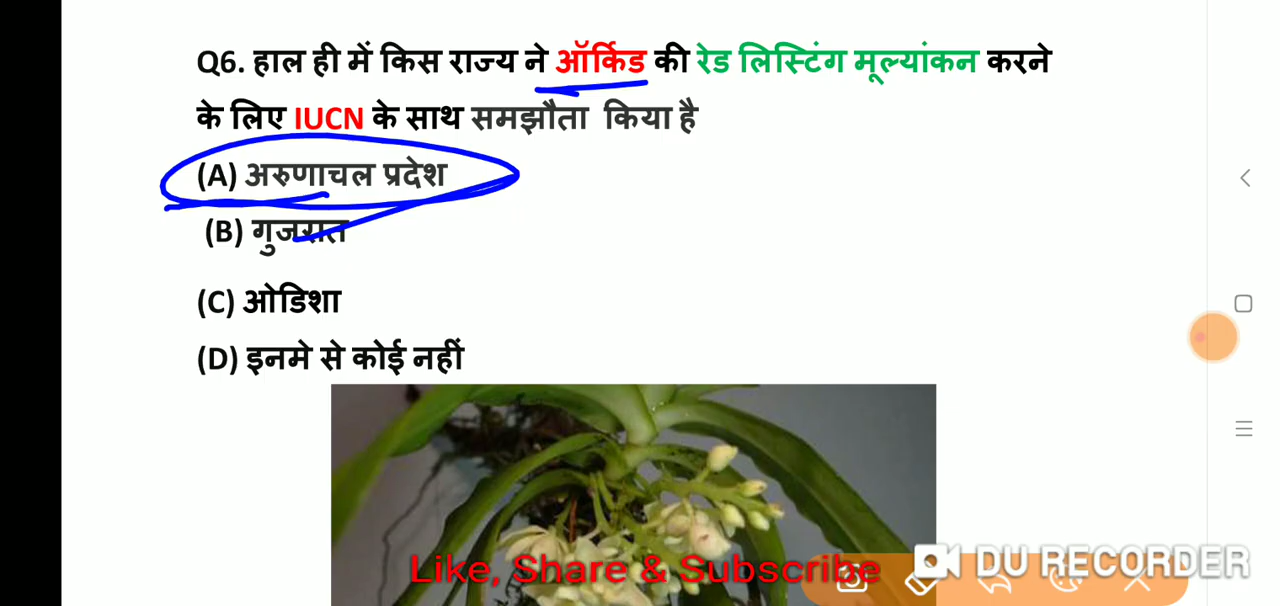 Q6. हाल ही में किस राज्य ने ऑर्किड की रेड लिस्टिंग मूल्यांकन करने
के लिए IUCN के साथ समझौता किया है
(A) अरुणाचल प्रदेश
(B) गुजरात
(C) ओडिशा
(D) इनमे से कोई नहीं
Like, Share & Subscribe
DU RECORDER